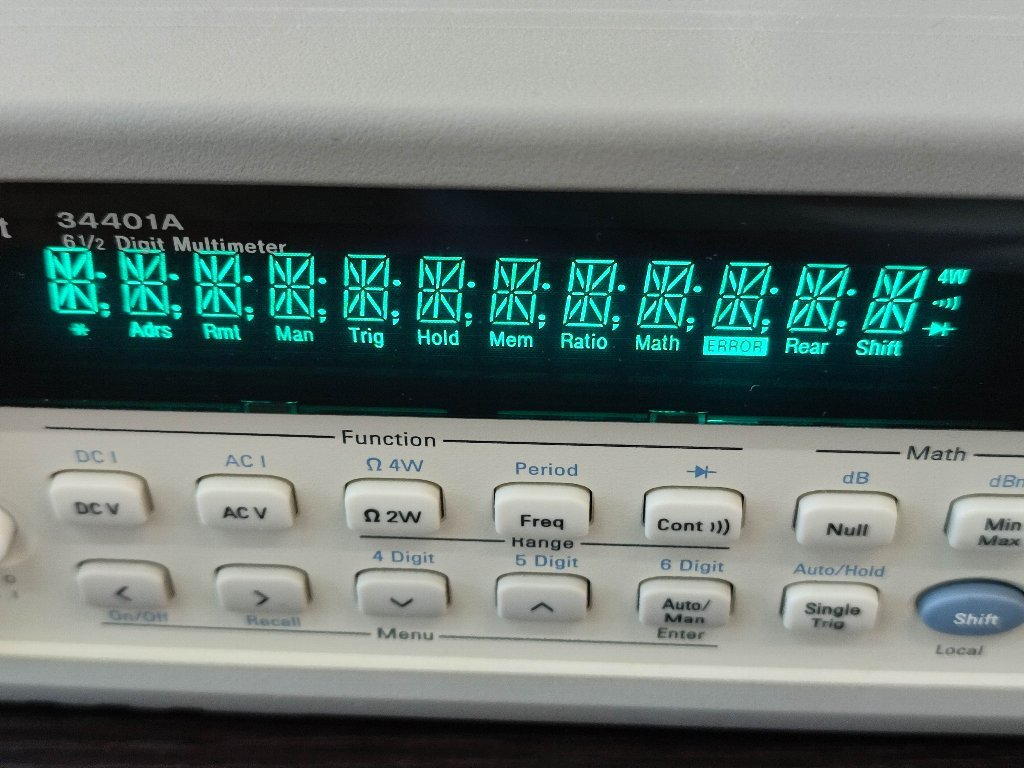 34401A
6 1/2 Digit Multimeter
4W
* Adrs Rmt Man Trig Hold Mem Ratio Math ERROR Rear Shift
Function
Math
DC I AC I Ω 4W Period dB
DC V AC V Ω 2W Freq Cont Null Min
Max
Range
4 Digit 5 Digit 6 Digit Auto/Hold
< > Auto/
Man
Single
Trig
Shift
On/Off Recall Enter Local
Menu